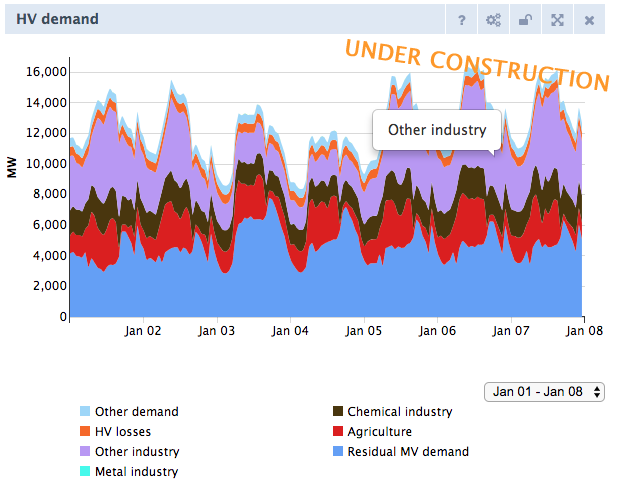 HV demand
?
UNDER CONSTRUCTION
16,000
14,000
12,000
10,000
8,000
6,000
4,000
2,000
0
MW
Other industry
Jan 02
Jan 03
Jan 04
Jan 05
Jan 06
Jan 07
Jan 08
Jan 01 - Jan 08
Other demand
HV losses
Other industry
Metal industry
Chemical industry
Agriculture
Residual MV demand